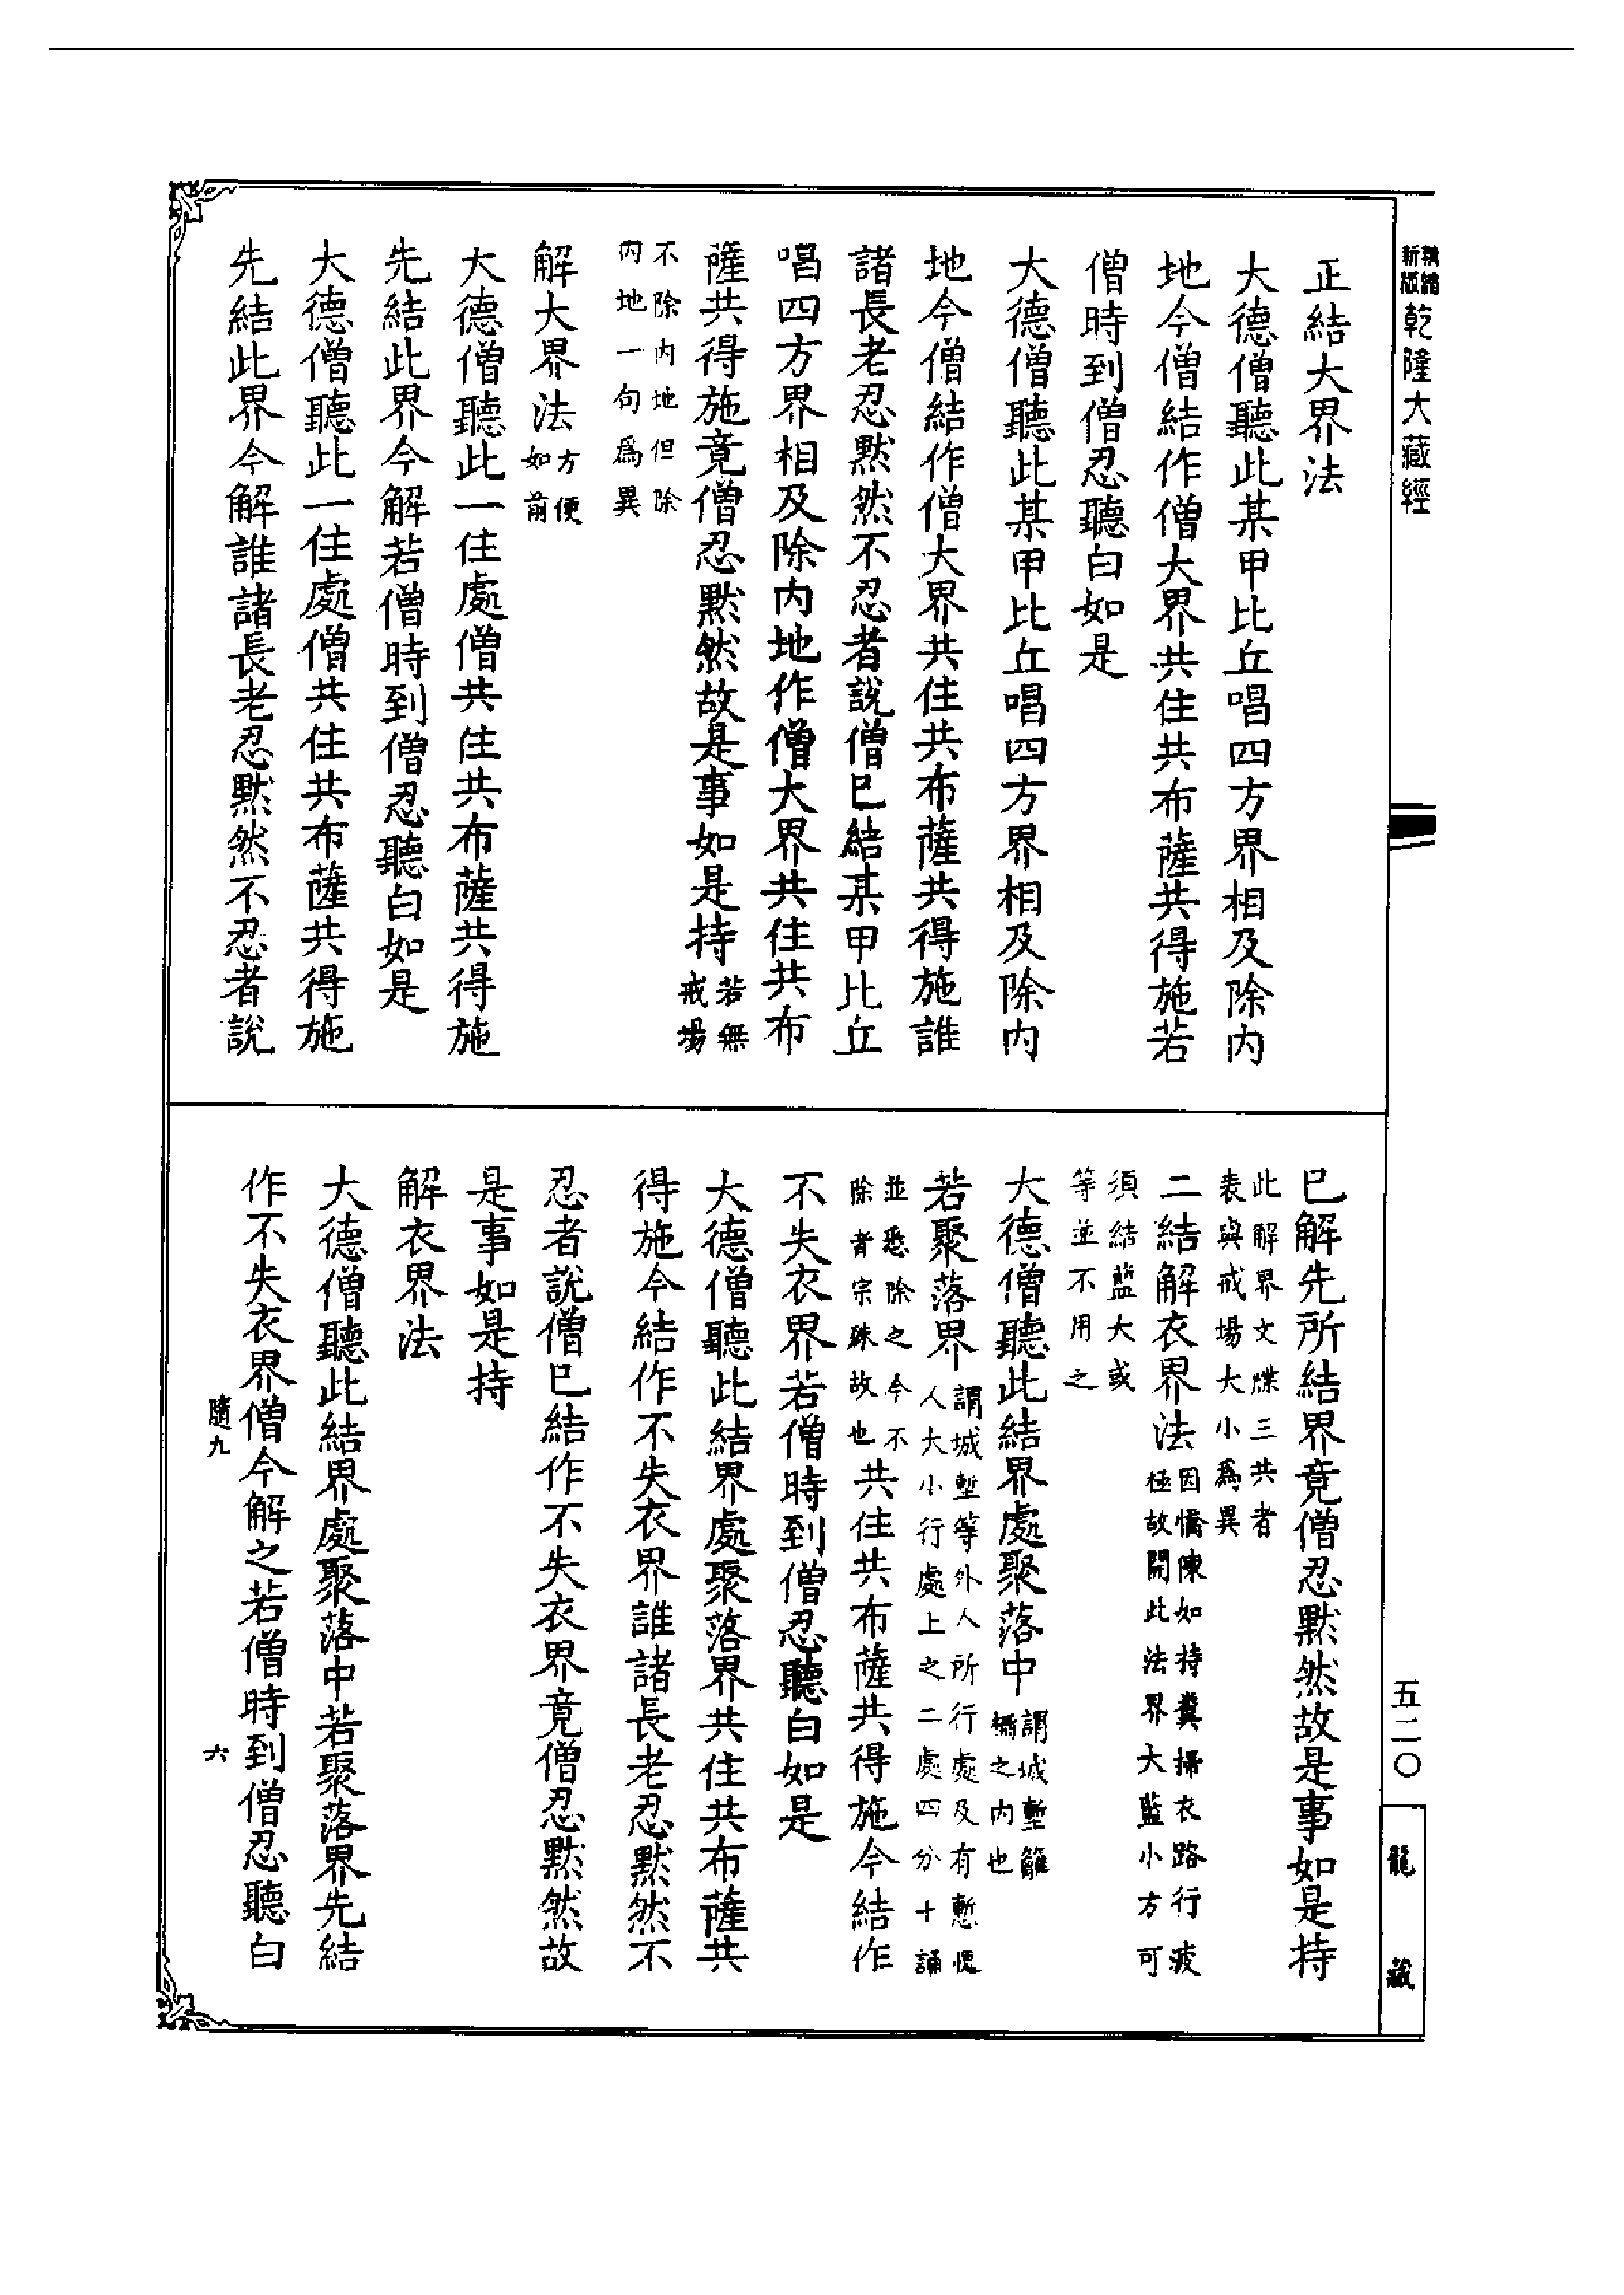 新縮
新版
乾隆大藏經
正結大界法
大德僧聽此某甲比丘唱四方界相及除内
地今僧結作僧大界共住共布薩共得施若
僧時到僧忍聽白如是
大德僧聽此某甲比丘唱四方界相及除内
地今僧結作僧大界共住共布薩共得施誰
諸長老忍默然不忍者說僧已結某甲比丘
唱四方界相及除内地作僧大界共住共布
薩共得施竟僧忍默然故是事如是持
若無
戒場
不除内地但除
内地一句爲異
解大界法
方便
如前
大德僧聽此一住處僧共住共布薩共得施
先結此界今解若僧時到僧忍聽白如是
大德僧聽此一住處僧共住共布薩共得施
先結此界今解誰諸長老忍默然不忍者說
已解先所結界竟僧忍默然故是事如是持
此解界文牒三共者
表與戒場大小爲異
二結解衣界法
因憍陳如持糞掃衣路行疲
極故開此法界大藍小方可
須結藍大或
等並不用之
大德僧聽此結界處聚落中
謂城塹籬
柵之内也
若聚落界
謂城塹等外人所行處及有慙愧
人大小行處上之二處四分十誦
並悉除之今不
除者宗殊故也
共住共布薩共得施今結作
不失衣界若僧時到僧忍聽白如是
大德僧聽此結界處聚落界共住共布薩共
得施今結作不失衣界誰諸長老忍默然不
忍者說僧已結作不失衣界竟僧忍默然故
是事如是持
解衣界法
大德僧聽此結界處聚落中若聚落界先結
作不失衣界僧今解之若僧時到僧忍聽白
隨九
六
五二〇
龍藏